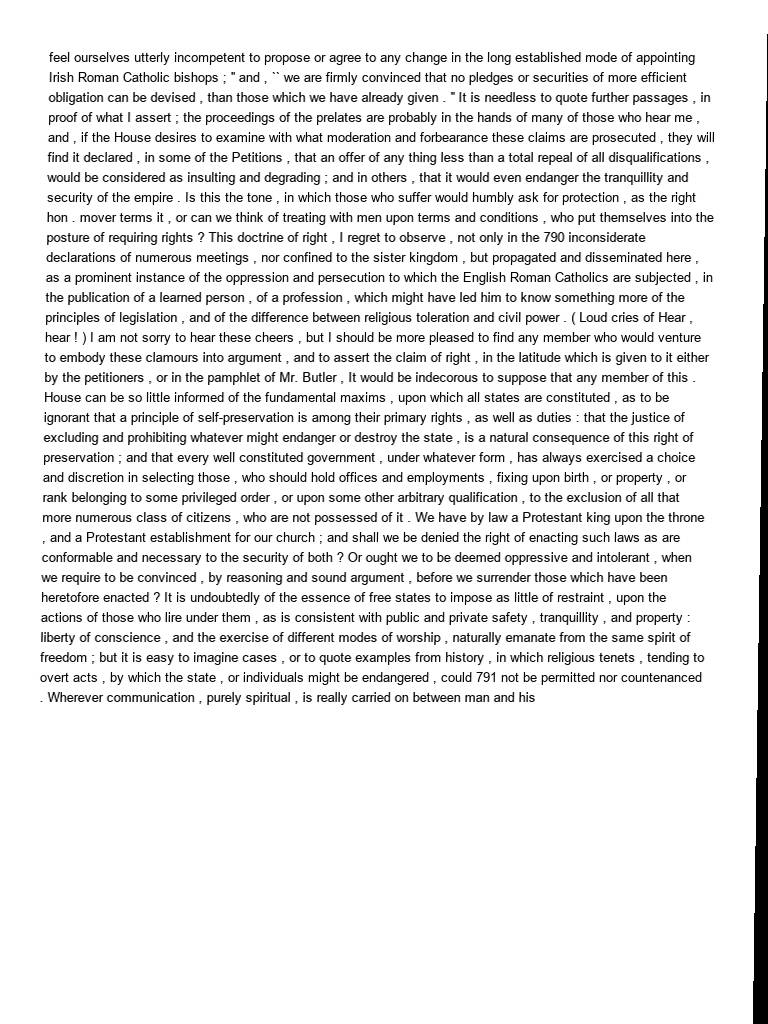 feel ourselves utterly incompetent to propose or agree to any change in the long established mode of appointing
Irish Roman Catholic bishops ; " and , `` we are firmly convinced that no pledges or securities of more efficient
obligation can be devised , than those which we have already given . " It is needless to quote further passages , in
proof of what I assert ; the proceedings of the prelates are probably in the hands of many of those who hear me ,
and , if the House desires to examine with what moderation and forbearance these claims are prosecuted , they will
find it declared , in some of the Petitions , that an offer of any thing less than a total repeal of all disqualifications ,
would be considered as insulting and degrading ; and in others , that it would even endanger the tranquillity and
security of the empire . Is this the tone , in which those who suffer would humbly ask for protection , as the right
hon . mover terms it , or can we think of treating with men upon terms and conditions , who put themselves into the
posture of requiring rights ? This doctrine of right , I regret to observe , not only in the 790 inconsiderate
declarations of numerous meetings , nor confined to the sister kingdom , but propagated and disseminated here ,
as a prominent instance of the oppression and persecution to which the English Roman Catholics are subjected , in
the publication of a learned person , of a profession , which might have led him to know something more of the
principles of legislation , and of the difference between religious toleration and civil power . ( Loud cries of Hear ,
hear ! ) I am not sorry to hear these cheers , but I should be more pleased to find any member who would venture
to embody these clamours into argument , and to assert the claim of right , in the latitude which is given to it either
by the petitioners , or in the pamphlet of Mr. Butler , It would be indecorous to suppose that any member of this .
House can be so little informed of the fundamental maxims , upon which all states are constituted , as to be
ignorant that a principle of self-preservation is among their primary rights , as well as duties : that the justice of
excluding and prohibiting whatever might endanger or destroy the state , is a natural consequence of this right of
preservation ; and that every well constituted government , under whatever form , has always exercised a choice
and discretion in selecting those , who should hold offices and employments , fixing upon birth , or property , or
rank belonging to some privileged order , or upon some other arbitrary qualification , to the exclusion of all that
more numerous class of citizens , who are not possessed of it . We have by law a Protestant king upon the throne
, and a Protestant establishment for our church ; and shall we be denied the right of enacting such laws as are
conformable and necessary to the security of both ? Or ought we to be deemed oppressive and intolerant , when
we require to be convinced , by reasoning and sound argument , before we surrender those which have been
heretofore enacted ? It is undoubtedly of the essence of free states to impose as little of restraint , upon the
actions of those who lire under them , as is consistent with public and private safety , tranquillity , and property :
liberty of conscience , and the exercise of different modes of worship , naturally emanate from the same spirit of
freedom ; but it is easy to imagine cases , or to quote examples from history , in which religious tenets , tending to
overt acts , by which the state , or individuals might be endangered , could 791 not be permitted nor countenanced
. Wherever communication , purely spiritual , is really carried on between man and his